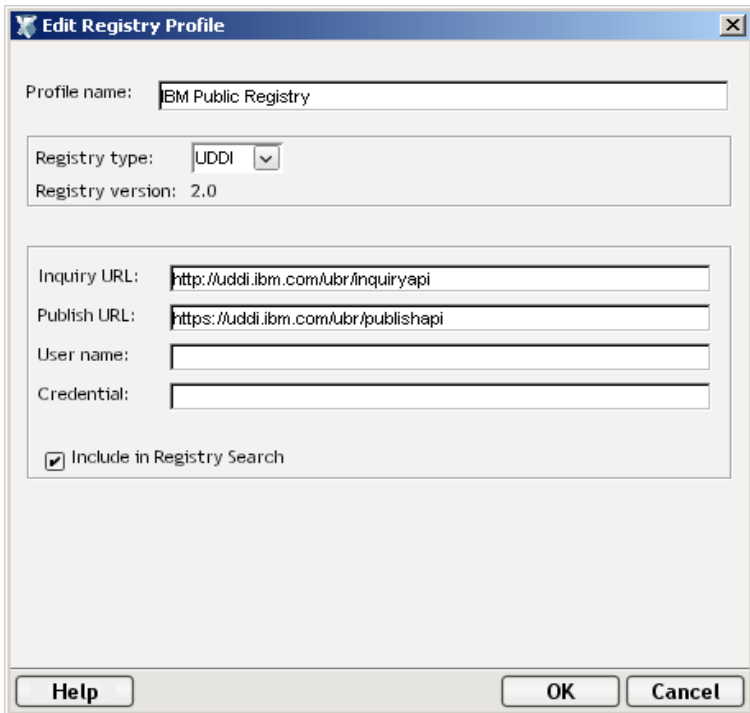 Edit Registry Profile
Profile name: IBM Public Registry
Registry type: UDDI
Registry version: 2.0
Inquiry URL: http://uddi.ibm.com/ubr/inquiryapi
Publish URL: https://uddi.ibm.com/ubr/publishapi
User name:
Credential:
Include in Registry Search
Help OK Cancel